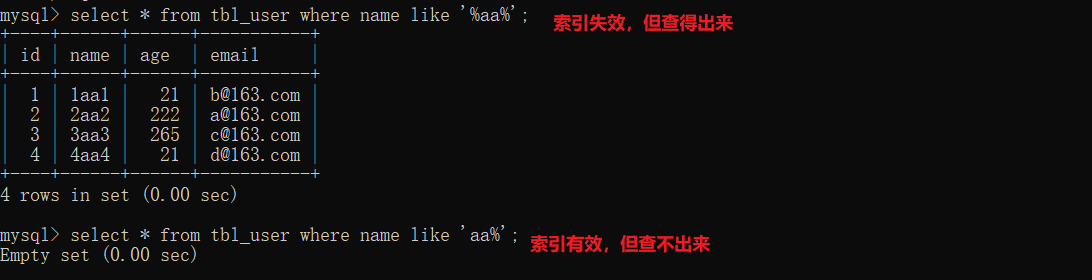 mysql> select * from tbl_user where name like '%aa%';
索引失效，但查得出来
+----+------+------+-----------+
| id | name | age | email |
+----+------+------+-----------+
| 1 | 1aa1 | 21 | b@163.com |
| 2 | 2aa2 | 222 | a@163.com |
| 3 | 3aa3 | 265 | c@163.com |
| 4 | 4aa4 | 21 | d@163.com |
+----+------+------+-----------+
4 rows in set (0.00 sec)
mysql> select * from tbl_user where name like 'aa%';
索引有效，但查不出来
Empty set (0.00 sec)